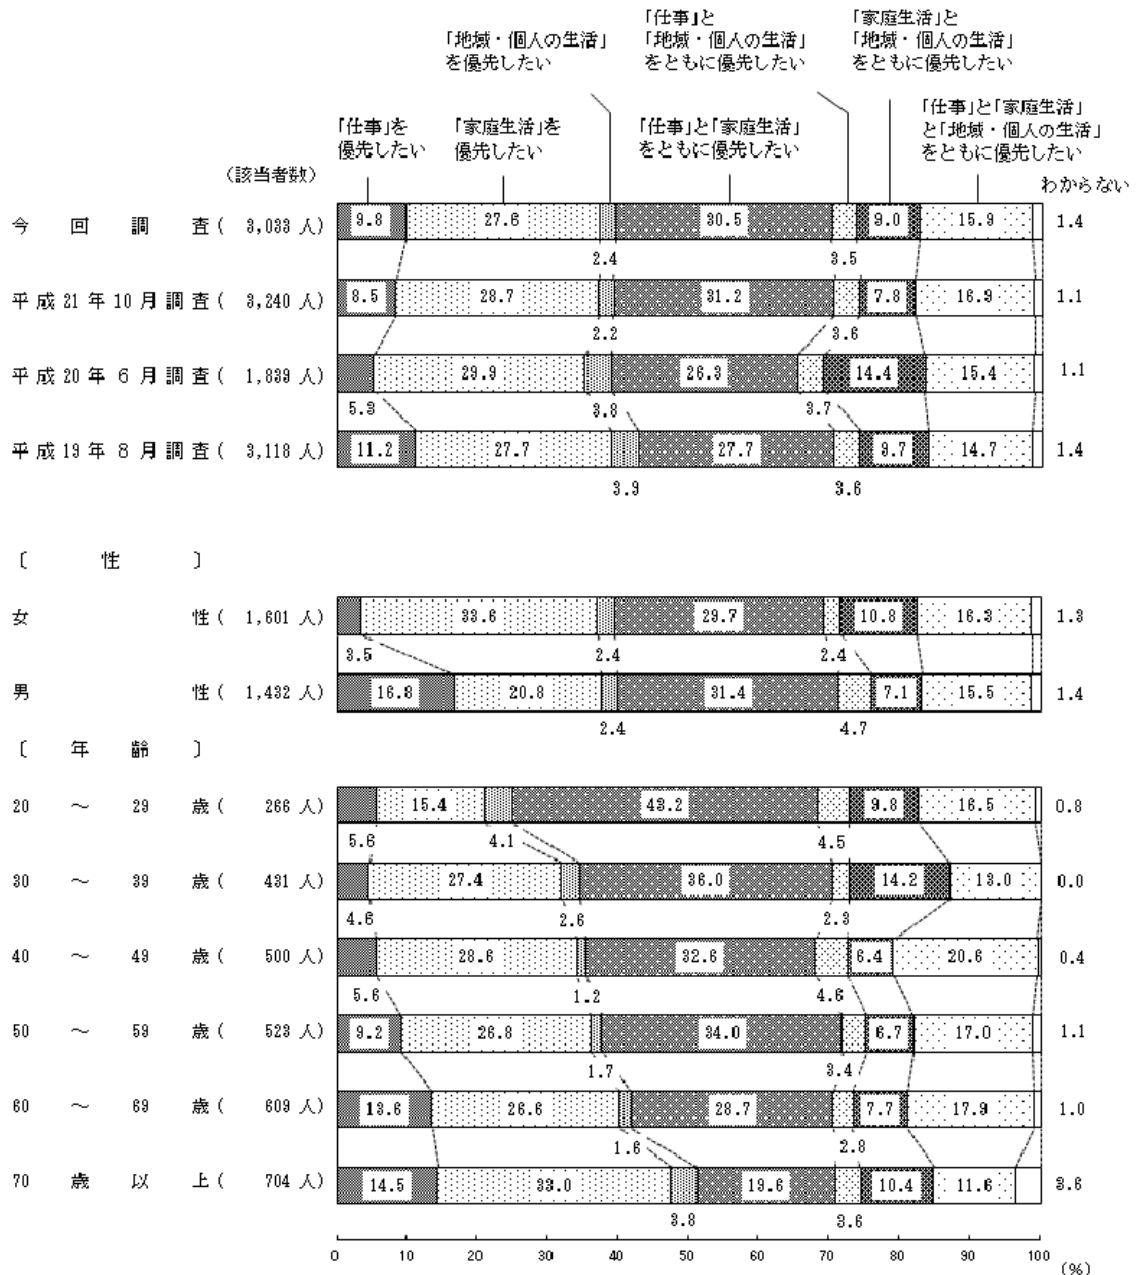 「仕事」を
優先したい
「家庭生活」を
優先したい
「地域・個人の生活」
を優先したい
「仕事」と「家庭生活」
をともに優先したい
「仕事」と
「地域・個人の生活」
をともに優先したい
「家庭生活」と
「地域・個人の生活」
をともに優先したい
「仕事」と「家庭生活」
と「地域・個人の生活」
をともに優先したい
わからない
(該当者数)
今回調査( 3,033 人) 9.8 27.6 30.5 9.0 15.9 1.4
2.4 3.5
平成21年10月調査( 3,240 人) 8.5 28.7 31.2 7.8 16.9 1.1
2.2 3.6
平成20年6月調査( 1,839 人) 29.9 26.3 14.4 15.4 1.1
5.3 3.8 3.7
平成19年8月調査( 3,118 人) 11.2 27.7 27.7 9.7 14.7 1.4
3.9 3.6
〔性〕
女性( 1,601 人) 33.6 29.7 10.8 16.3 1.3
3.5 2.4 2.4
男性( 1,432 人) 16.8 20.8 31.4 7.1 15.5 1.4
2.4 4.7
〔年齢〕
20～29歳( 266 人) 15.4 43.2 9.8 16.5 0.8
5.6 4.1 4.5
30～39歳( 431 人) 27.4 36.0 14.2 13.0 0.0
4.6 2.6 2.3
40～49歳( 500 人) 28.6 32.6 6.4 20.6 0.4
5.6 1.2 4.6
50～59歳( 523 人) 9.2 26.8 34.0 6.7 17.0 1.1
1.7 3.4
60～69歳( 609 人) 13.6 26.6 28.7 7.7 17.9 1.0
1.6 2.8
70歳以上( 704 人) 14.5 33.0 19.6 10.4 11.6 3.6
3.8 3.6
0 10 20 30 40 50 60 70 80 90 100
(%)